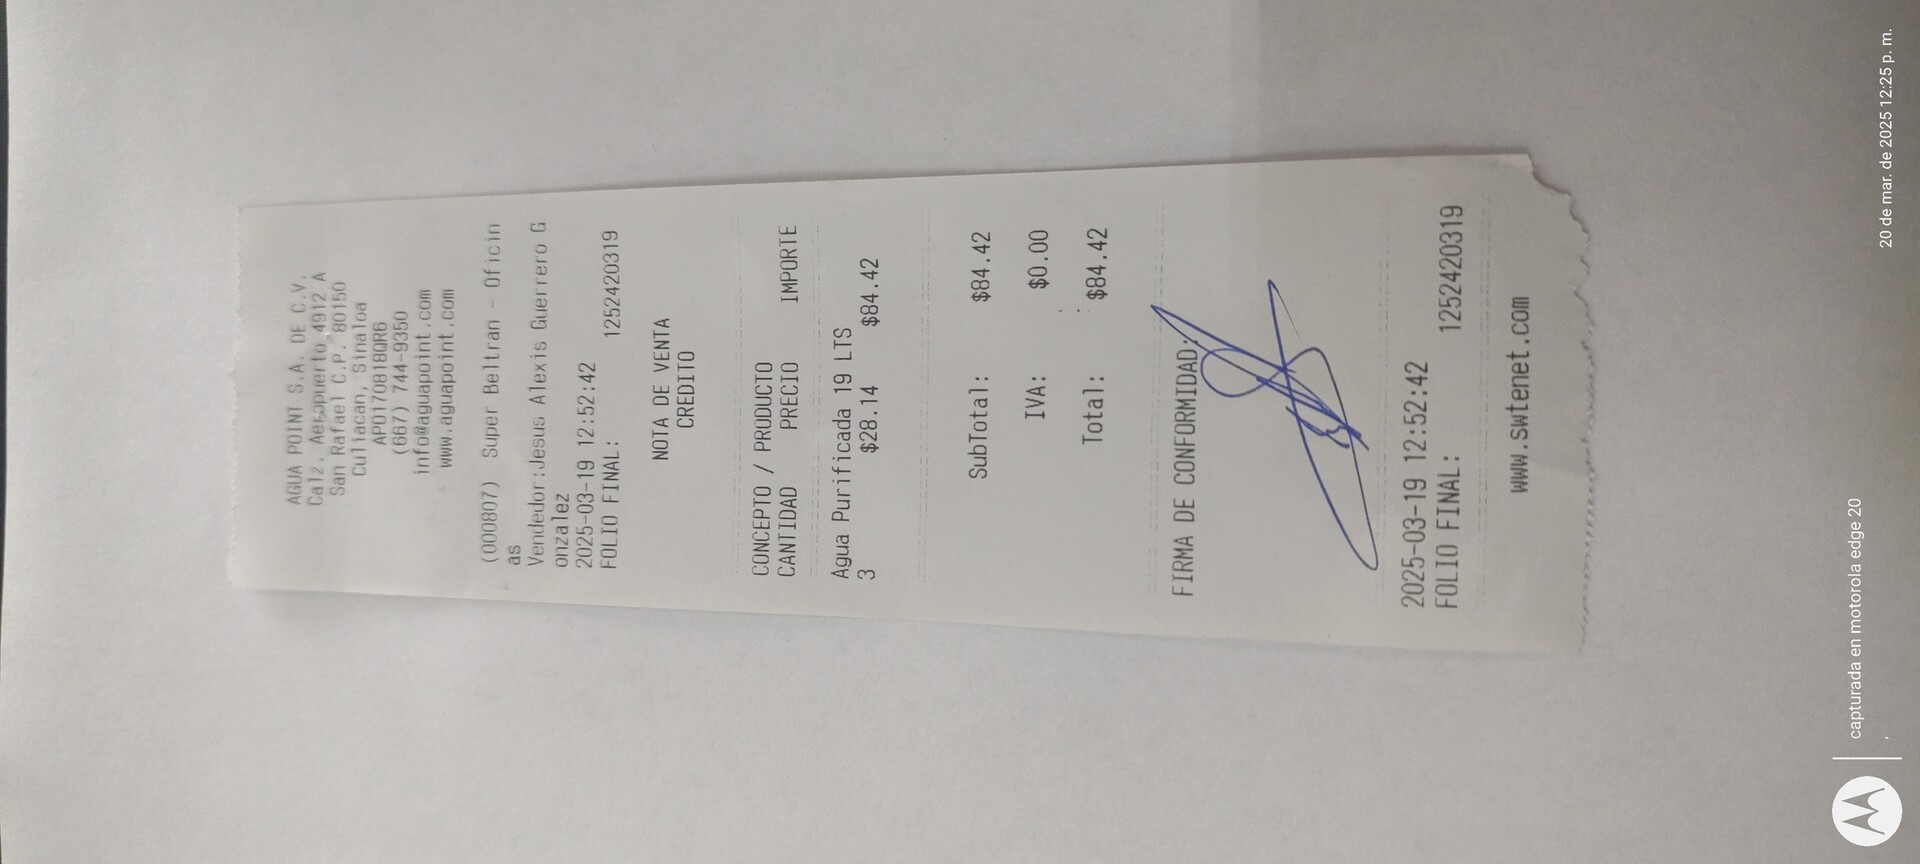 AGUA POINT S.A. DE C.V.
Calz. Aeropuerto 4912 A
San Rafael C.P. 80150
Culiacan, Sinaloa
APO170818QR6
(667) 744-9350
info@aguapoint.com
www.aguapoint.com
(000807) Super Beltran - Oficin
as
Vendedor:Jesus Alexis Guerrero G
onzalez
2025-03-19 12:52:42
FOLIO FINAL: 1252420319
NOTA DE VENTA
CREDITO
CONCEPTO / PRODUCTO
CANTIDAD PRECIO IMPORTE
Agua Purificada 19 LTS
3 $28.14 $84.42
SubTotal: $84.42
IVA: $0.00
Total: $84.42
FIRMA DE CONFORMIDAD:
2025-03-19 12:52:42
FOLIO FINAL: 1252420319
www.swtenet.com
capturada en motorola edge 20
,
20 de mar. de 2025 12:25 p. m.